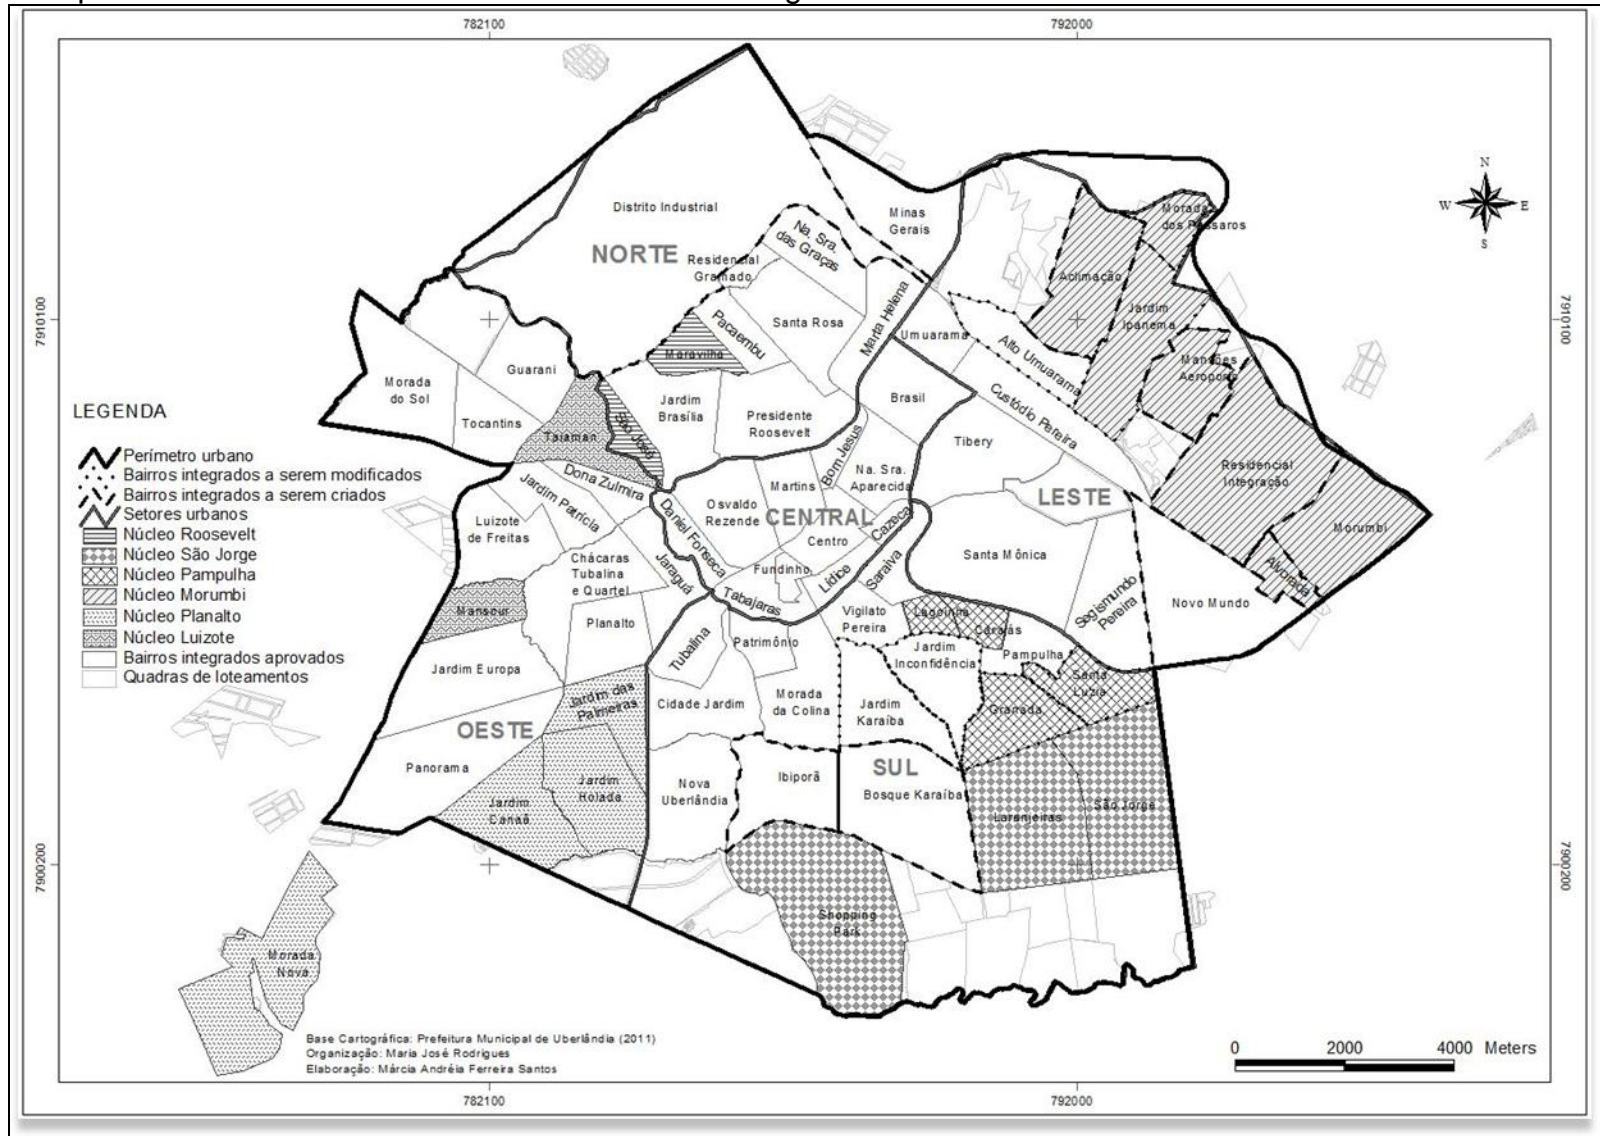 782100
792000
7910100
7910100
7900200
7900200
782100
792000
N
W
E
S
Distrito Industrial
NORTE
Minas
Gerais
Morada
dos Pássaros
Na. Sra.
das Graças
Residencial
Gramado
Aclimação
Jardim
Ipanema
Santa Rosa
Marta Helena
Pacaembu
Umuarama
Alto Umuarama
Maravilha
Mansões
Aeroporto
Guarani
Morada
do Sol
Jardim
Brasília
Presidente
Roosevelt
Brasil
Custódio Pereira
Tocantins
Taiaman
São José
Tibery
Bom Jesus
Residencial
Integração
Dona Zulmira
Martins
Na. Sra.
Aparecida
Jardim Patrícia
Osvaldo
Rezende
CENTRAL
LESTE
Morumbi
Luizote
de Freitas
Daniel Fonseca
Centro
Cazeca
Santa Mônica
Chácaras
Tubalina
e Quartel
Jaraguá
Fundinho
Lídice
Saraiva
Alvorada
Mansour
Tabajaras
Vigilato
Pereira
Lagoinha
Carajás
Segismundo
Pereira
Novo Mundo
Planalto
Tubalina
Patrimônio
Jardim
Inconfidência
Pampulha
Jardim Europa
Santa
Luzia
Jardim das
Palmeiras
Cidade Jardim
Morada
da Colina
Jardim
Karaíba
Granada
OESTE
Panorama
SUL
Jardim
Holada
Nova
Uberlândia
Ibiporã
Bosque Karaíba
Jardim
Canaã
Laranjeiras
São Jorge
Shopping
Park
Morada
Nova
LEGENDA
Perímetro urbano
Bairros integrados a serem modificados
Bairros integrados a serem criados
Setores urbanos
Núcleo Roosevelt
Núcleo São Jorge
Núcleo Pampulha
Núcleo Morumbi
Núcleo Planalto
Núcleo Luizote
Bairros integrados aprovados
Quadras de loteamentos
Base Cartográfica: Prefeitura Municipal de Uberlândia (2011)
Organização: Maria José Rodrigues
Elaboração: Márcia Andréia Ferreira Santos
0 2000 4000 Meters